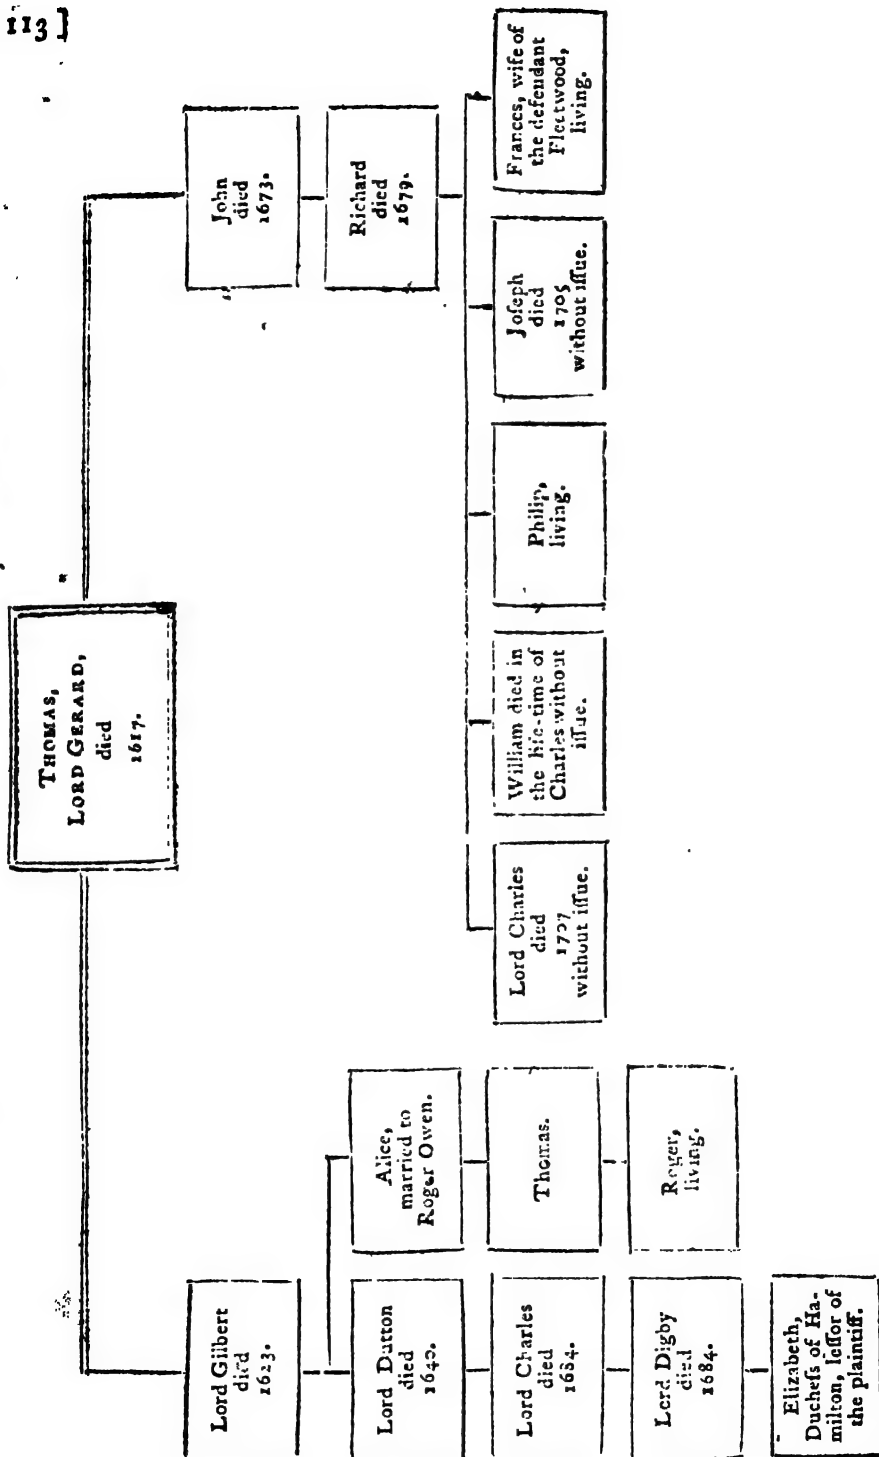 113 ]
THOMAS,
LORD GERARD,
died
1617.
Lord Gilbert
died
1623.
John
died
1673.
Alice,
married to
Roger Owen.
Lord Dutton
died
1640.
Richard
died
1679.
Thomas.
Lord Charles
died
1684.
Roger,
living.
Lord Digby
died
1684.
Elizabeth,
Ducheſs of Ha-
milton, leſſor of
the plaintiff.
Lord Charles
died
1707
without iſſue.
William died in
the life-time of
Charles without
iſſue.
Philip,
living.
Joſeph
died
1705
without iſſue.
Frances, wife of
the defendant
Fleetwood,
living.